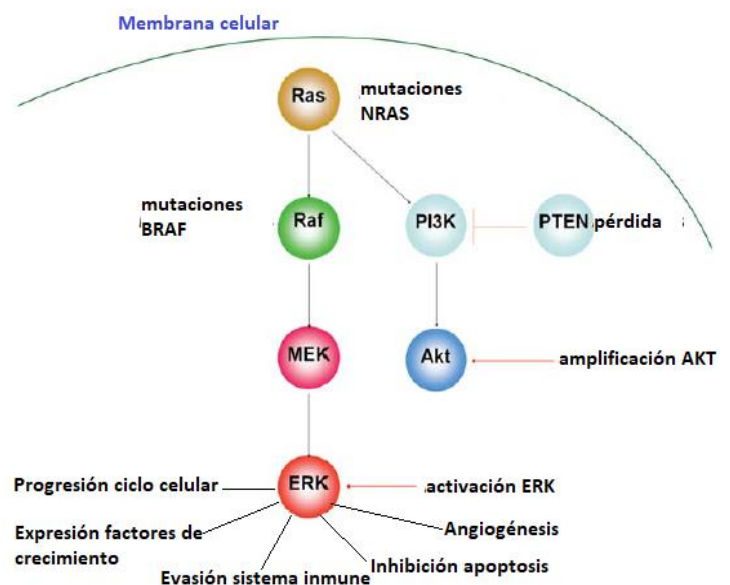 Membrana celular
Ras
mutaciones
NRAS
mutaciones
BRAF
Raf
PI3K
PTEN
pérdida
MEK
Akt
amplificación AKT
Progresión ciclo celular
ERK
activación ERK
Expresión factores de
crecimiento
Angiogénesis
Inhibición apoptosis
Evasión sistema inmune